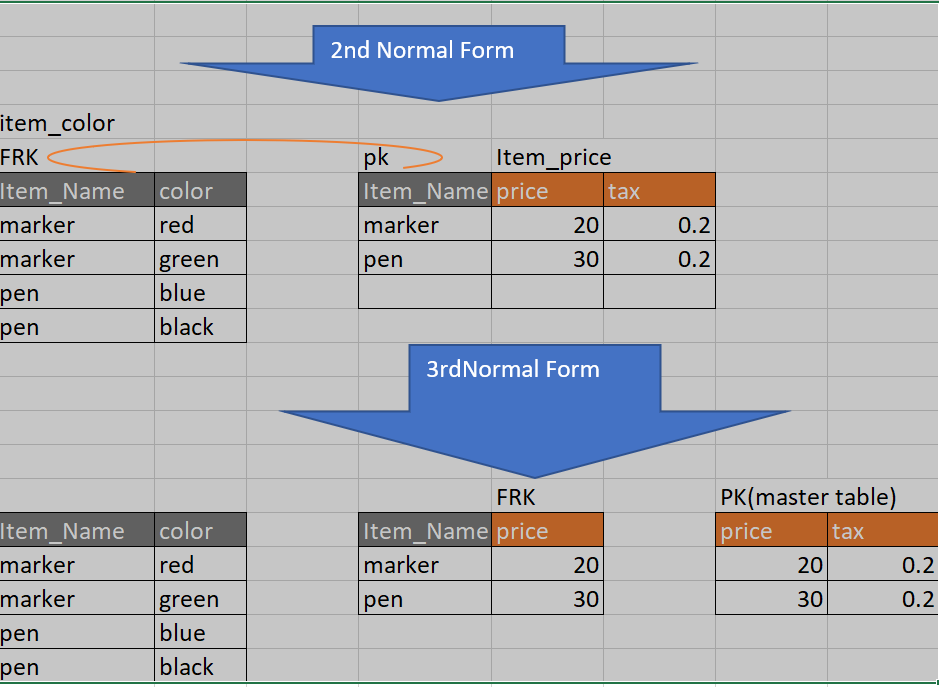 2nd Normal Form
item_color
FRK pk Item_price
Item_Name color Item_Name price tax
marker red marker 20 0.2
marker green pen 30 0.2
pen blue
pen black
3rdNormal Form
FRK PK(master table)
Item_Name color Item_Name price price tax
marker red marker 20 20 0.2
marker green pen 30 30 0.2
pen blue
pen black